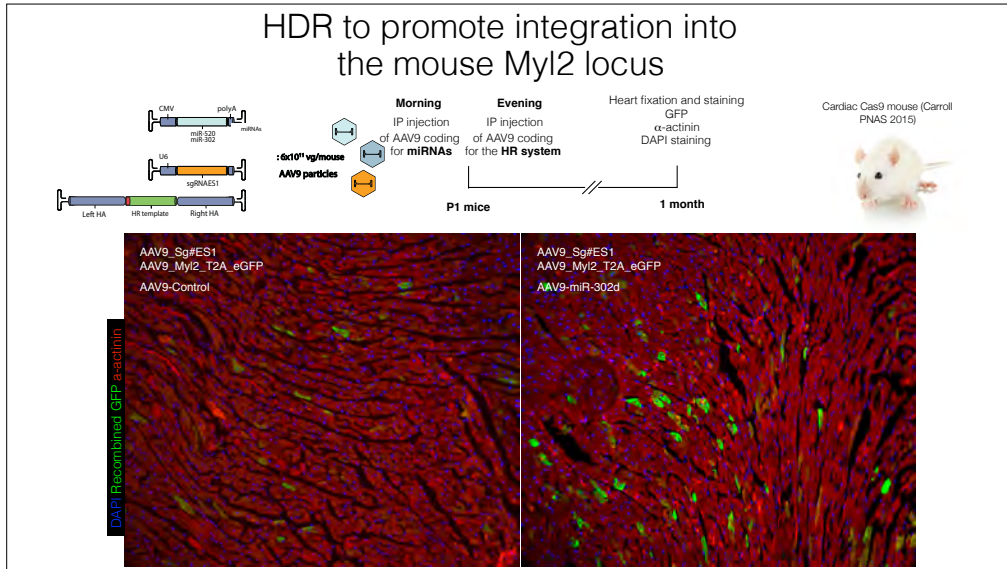 HDR to promote integration into
the mouse Myl2 locus
CMV
polyA
miR-520
miR-302
miRNAs
U6
sgRNAES1
Left HA
HR template
Right HA
: 6x10¹¹ vg/mouse
AAV9 particles
Morning
IP injection
of AAV9 coding
for miRNAs
Evening
IP injection
of AAV9 coding
for the HR system
P1 mice
Heart fixation and staining
GFP
α-actinin
DAPI staining
1 month
Cardiac Cas9 mouse (Carroll
PNAS 2015)
DAPI Recombined GFP a-actinin
AAV9_Sg#ES1
AAV9_Myl2_T2A_eGFP
AAV9-Control
AAV9_Sg#ES1
AAV9_Myl2_T2A_eGFP
AAV9-miR-302d